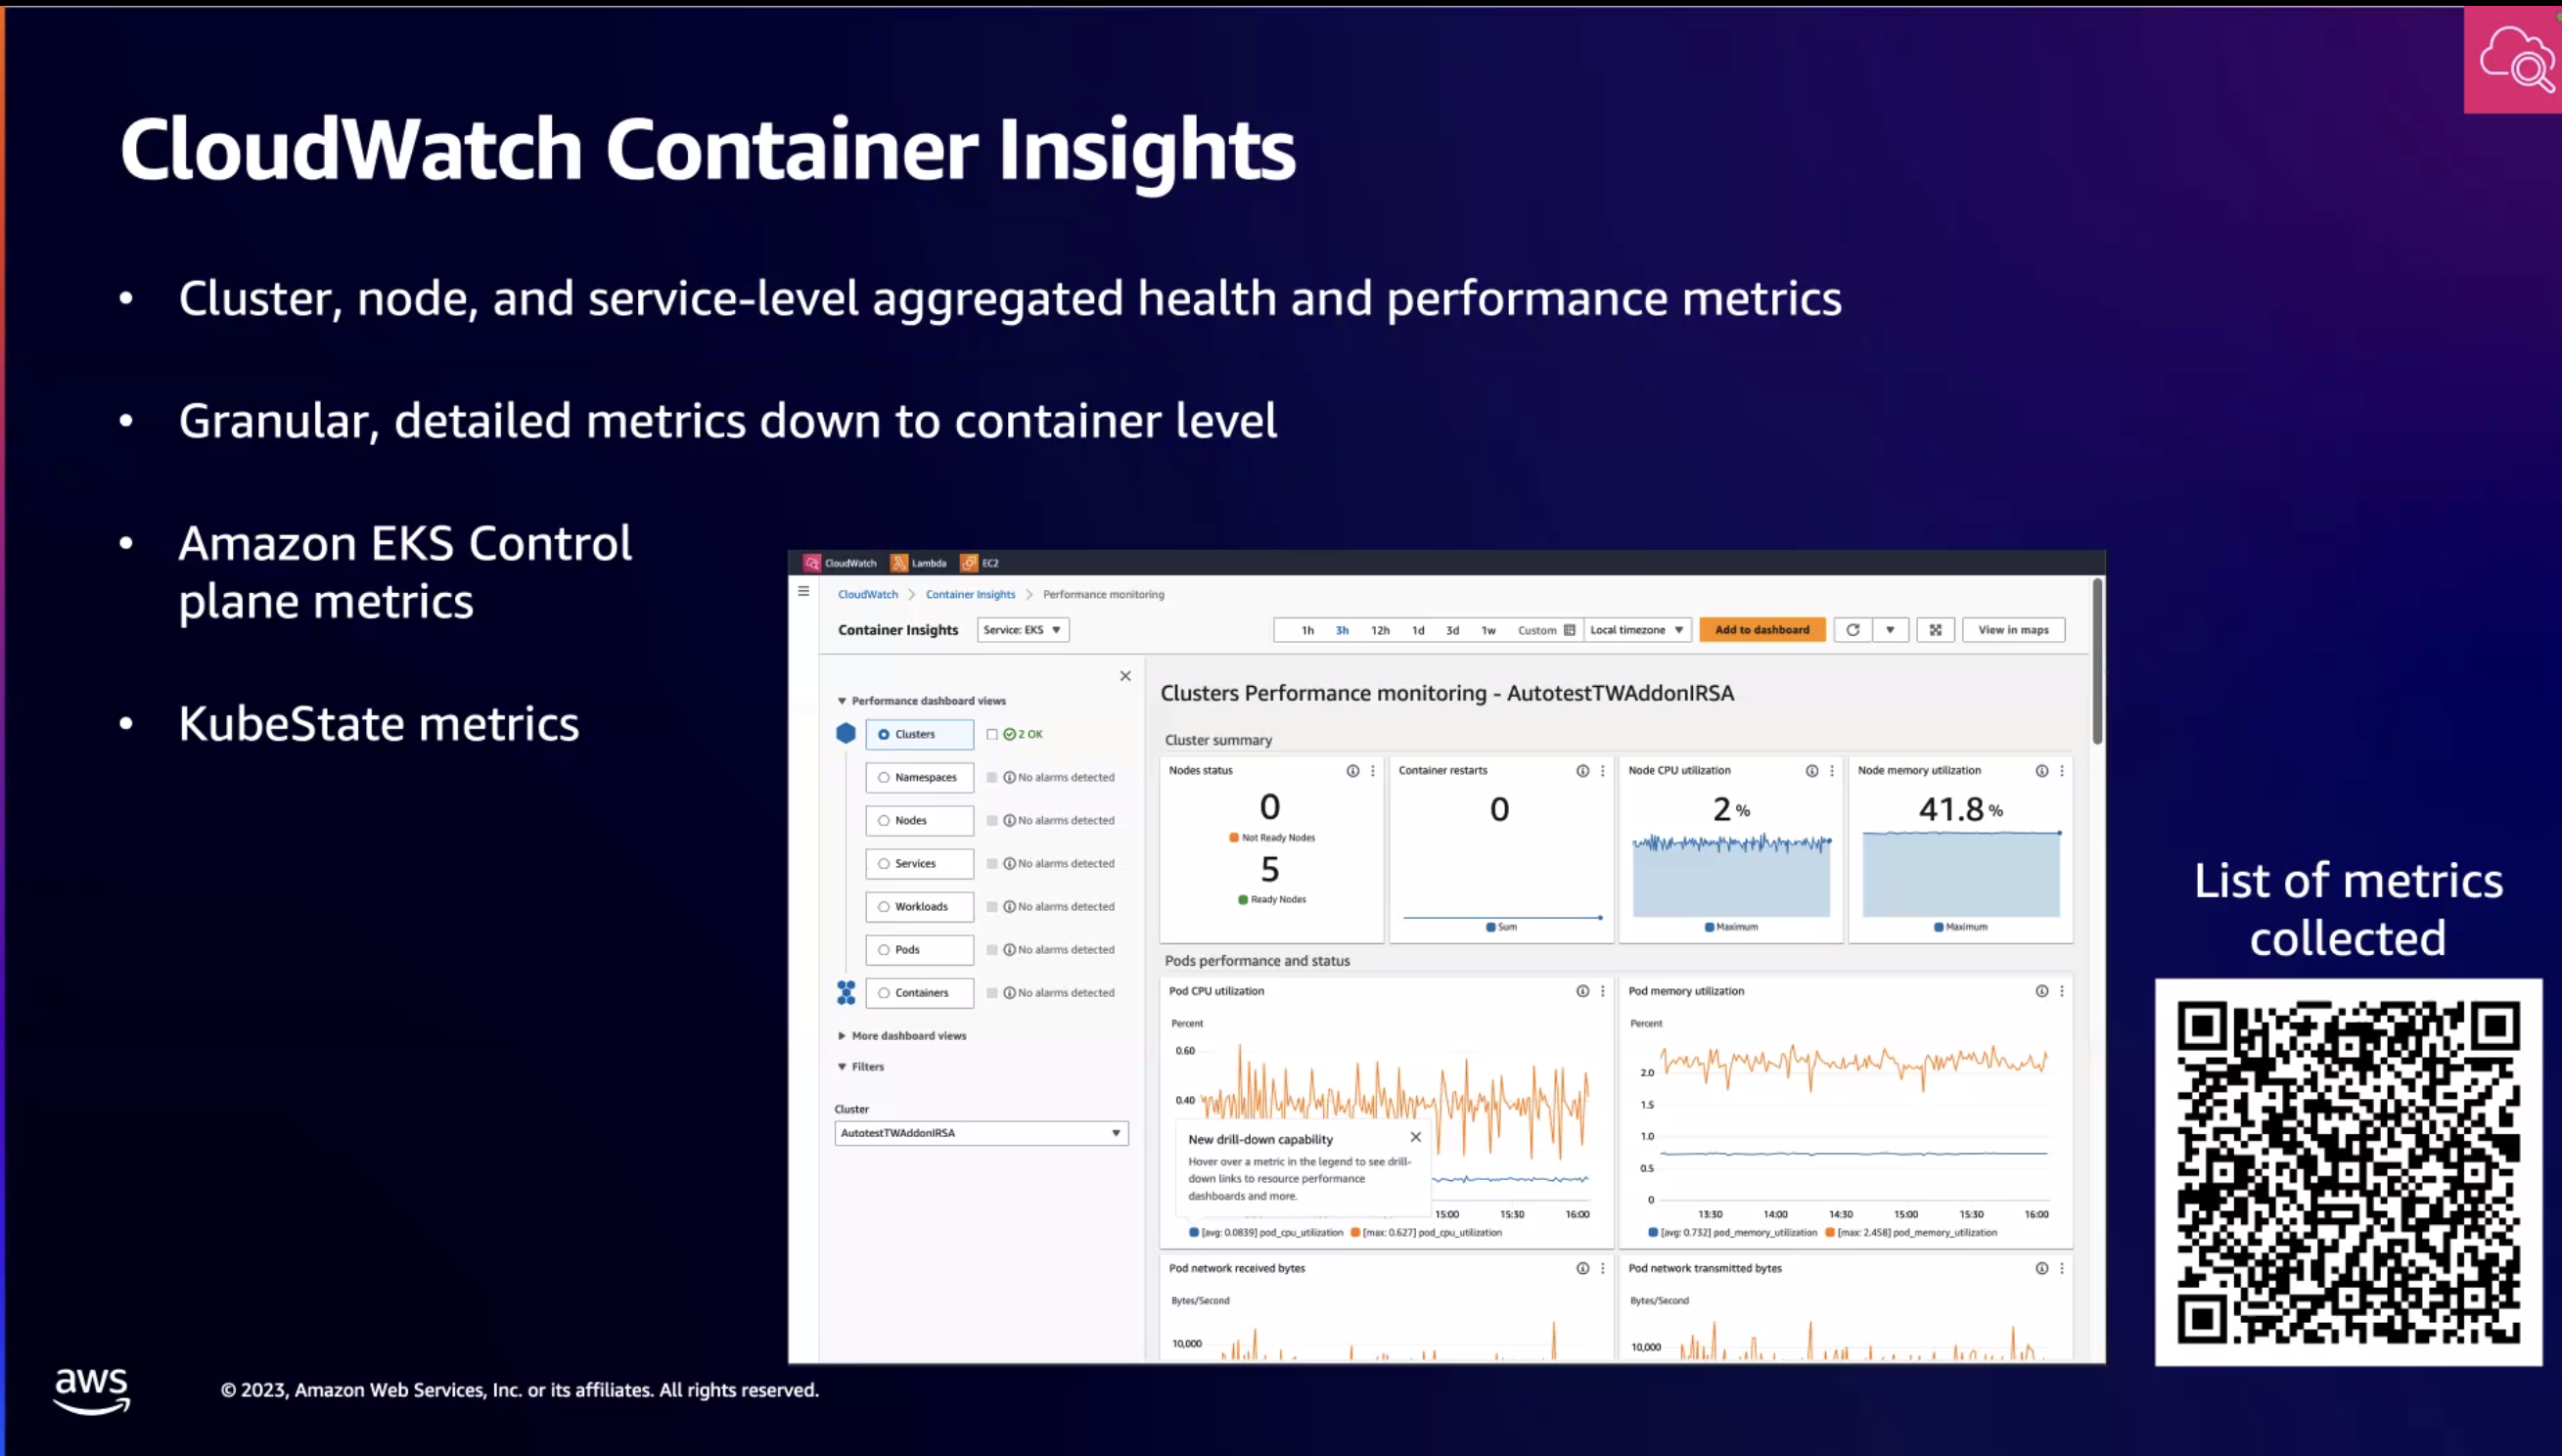 CloudWatch Container Insights
• Cluster, node, and service-level aggregated health and performance metrics
• Granular, detailed metrics down to container level
• Amazon EKS Control
plane metrics
• KubeState metrics
CloudWatch Lambda EC2
CloudWatch > Container Insights > Performance monitoring
Container Insights Service: EKS 1h 3h 12h 1d 3d 1w Custom Local timezone Add to dashboard View in maps
Performance dashboard views
Clusters 2 OK
Namespaces No alarms detected
Nodes No alarms detected
Services No alarms detected
Workloads No alarms detected
Pods No alarms detected
Containers No alarms detected
More dashboard views
Filters
Cluster
AutotestTWAddonIRSA
Clusters Performance monitoring - AutotestTWAddonIRSA
Cluster summary
Nodes status
0
Not Ready Nodes
5
Ready Nodes
Container restarts
0
Sum
Node CPU utilization
2 %
Maximum
Node memory utilization
41.8 %
Maximum
Pods performance and status
Pod CPU utilization
Percent
0.60
0.40
New drill-down capability
Hover over a metric in the legend to see drill-
down links to resource performance
dashboards and more.
15:00 15:30 16:00
[avg: 0.0839] pod_cpu_utilization [max: 0.627] pod_cpu_utilization
Pod memory utilization
Percent
2.0
1.5
1.0
0.5
0
13:30 14:00 14:30 15:00 15:30 16:00
[avg: 0.732] pod_memory_utilization [max: 2.458] pod_memory_utilization
Pod network received bytes
Bytes/Second
10,000
Pod network transmitted bytes
Bytes/Second
10,000
List of metrics
collected
aws
© 2023, Amazon Web Services, Inc. or its affiliates. All rights reserved.